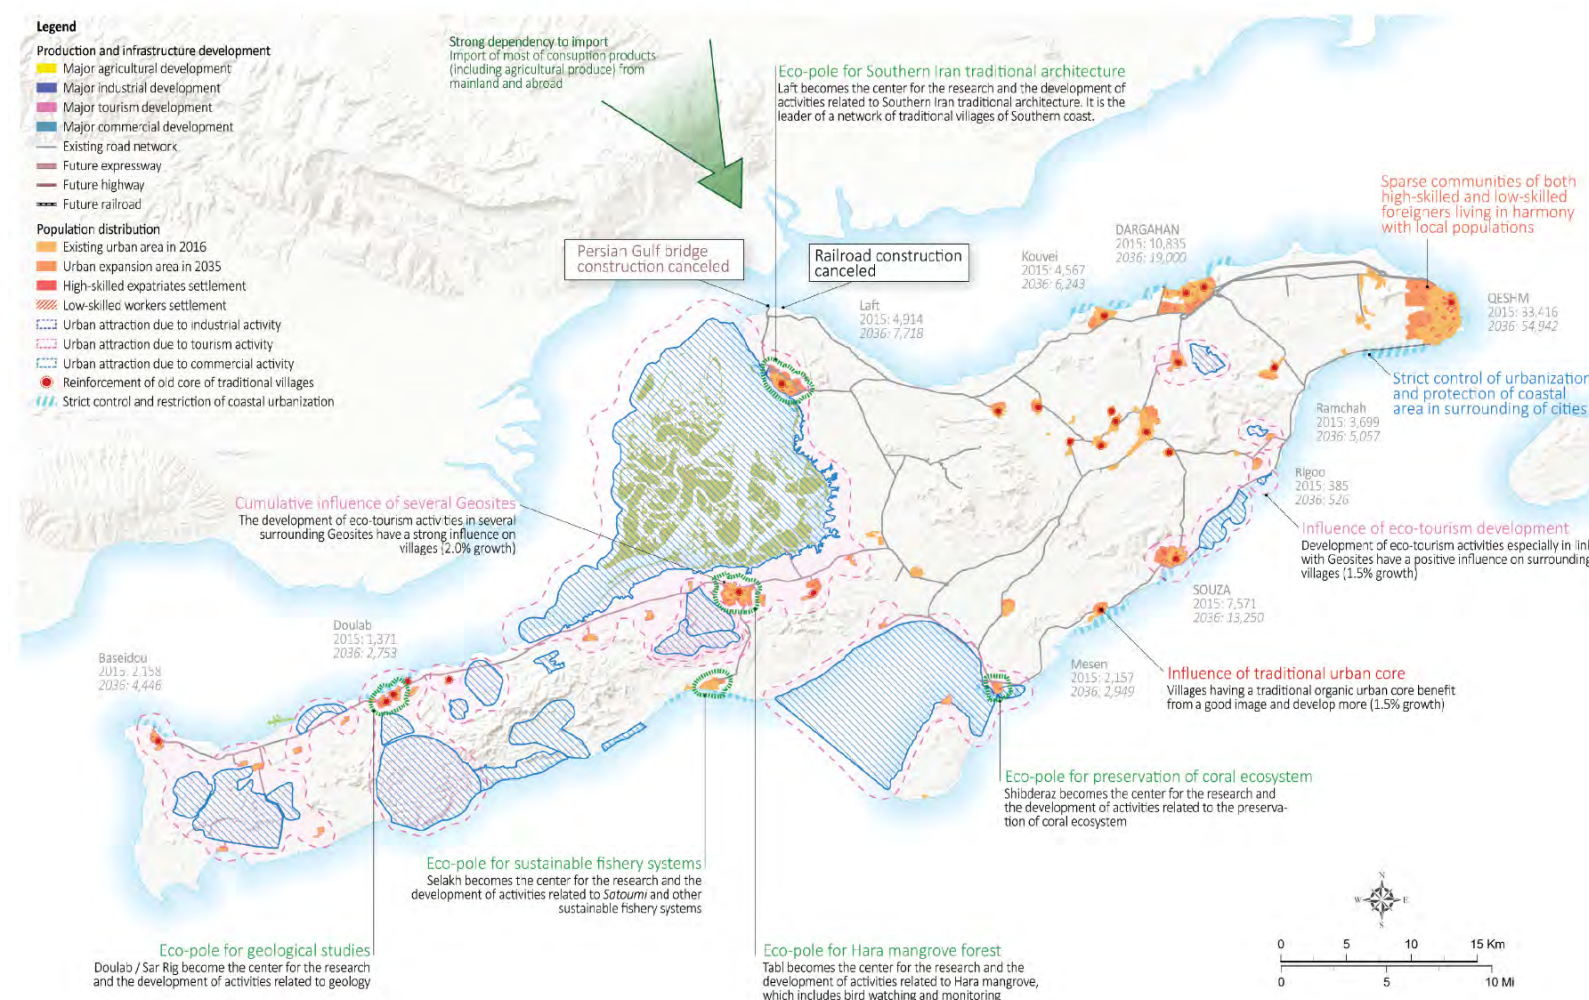 Legend
Production and infrastructure development
Major agricultural development
Major industrial development
Major tourism development
Major commercial development
Existing road network
Future expressway
Future highway
Future railroad
Population distribution
Existing urban area in 2016
Urban expansion area in 2035
High-skilled expatriates settlement
Low-skilled workers settlement
Urban attraction due to industrial activity
Urban attraction due to tourism activity
Urban attraction due to commercial activity
Reinforcement of old core of traditional villages
Strict control and restriction of coastal urbanization
Strong dependency to import
Import of most of consuption products
(including agricultural produce) from
mainland and abroad
Eco-pole for Southern Iran traditional architecture
Laft becomes the center for the research and the development of
activities related to Southern Iran traditional architecture. It is the
leader of a network of traditional villages of Southern coast.
Persian Gulf bridge
construction canceled
Railroad construction
canceled
Laft
2015: 4,914
2036: 7,718
Kouvei
2015: 4,567
2036: 6,243
DARGAHAN
2015: 10,835
2036: 19,000
Sparse communities of both
high-skilled and low-skilled
foreigners living in harmony
with local populations
QESHM
2015: 33,416
2036: 54,942
Strict control of urbanization
and protection of coastal
area in surrounding of cities
Ramchah
2015: 3,699
2036: 5,057
Rigoo
2015: 385
2036: 526
Influence of eco-tourism development
Development of eco-tourism activities especially in lin
with Geosites have a positive influence on surrounding
villages (1.5% growth)
SOUZA
2015: 7,571
2036: 13,250
Cumulative influence of several Geosites
The development of eco-tourism activities in several
surrounding Geosites have a strong influence on
villages (2.0% growth)
Doulab
2015: 1,371
2036: 2,753
Baseidou
2015: 2,158
2036: 4,446
Mesen
2015: 2,157
2036: 2,949
Influence of traditional urban core
Villages having a traditional organic urban core benefit
from a good image and develop more (1.5% growth)
Eco-pole for preservation of coral ecosystem
Shibderaz becomes the center for the research and
the development of activities related to the preserva-
tion of coral ecosystem
Eco-pole for sustainable fishery systems
Selakh becomes the center for the research and the
development of activities related to Satoumi and other
sustainable fishery systems
Eco-pole for geological studies
Doulab / Sar Rig become the center for the research
and the development of activities related to geology
Eco-pole for Hara mangrove forest
Tabl becomes the center for the research and the
development of activities related to Hara mangrove,
which includes bird watching and monitoring
N
W E
S
0 5 10 15 Km
0 5 10 Mi